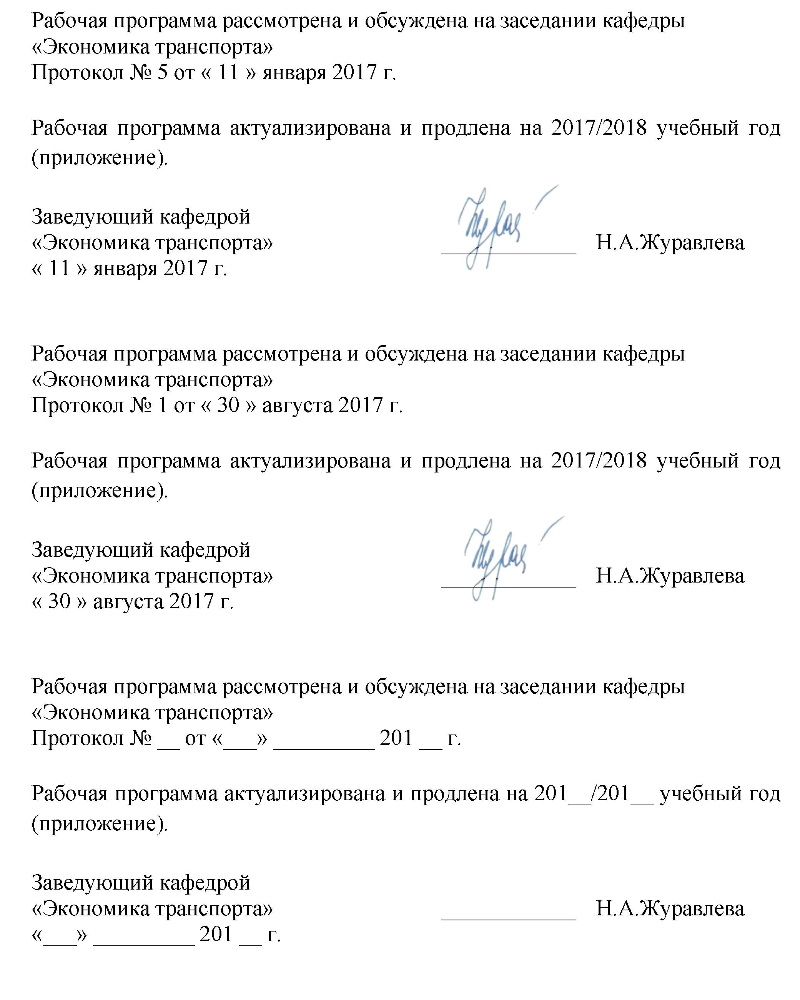 Рабочая программа рассмотрена и обсуждена на заседании кафедры
«Экономика транспорта»
Протокол № 5 от « 11 » января 2017 г.
Рабочая программа актуализирована и продлена на 2017/2018 учебный год
(приложение).
Заведующий кафедрой
«Экономика транспорта» ____________ Н.А.Журавлева
« 11 » января 2017 г.
Рабочая программа рассмотрена и обсуждена на заседании кафедры
«Экономика транспорта»
Протокол № 1 от « 30 » августа 2017 г.
Рабочая программа актуализирована и продлена на 2017/2018 учебный год
(приложение).
Заведующий кафедрой
«Экономика транспорта» ____________ Н.А.Журавлева
« 30 » августа 2017 г.
Рабочая программа рассмотрена и обсуждена на заседании кафедры
«Экономика транспорта»
Протокол № __ от «___» _________ 201 __ г.
Рабочая программа актуализирована и продлена на 201__/201__ учебный год
(приложение).
Заведующий кафедрой
«Экономика транспорта» ____________ Н.А.Журавлева
«___» _________ 201 __ г.